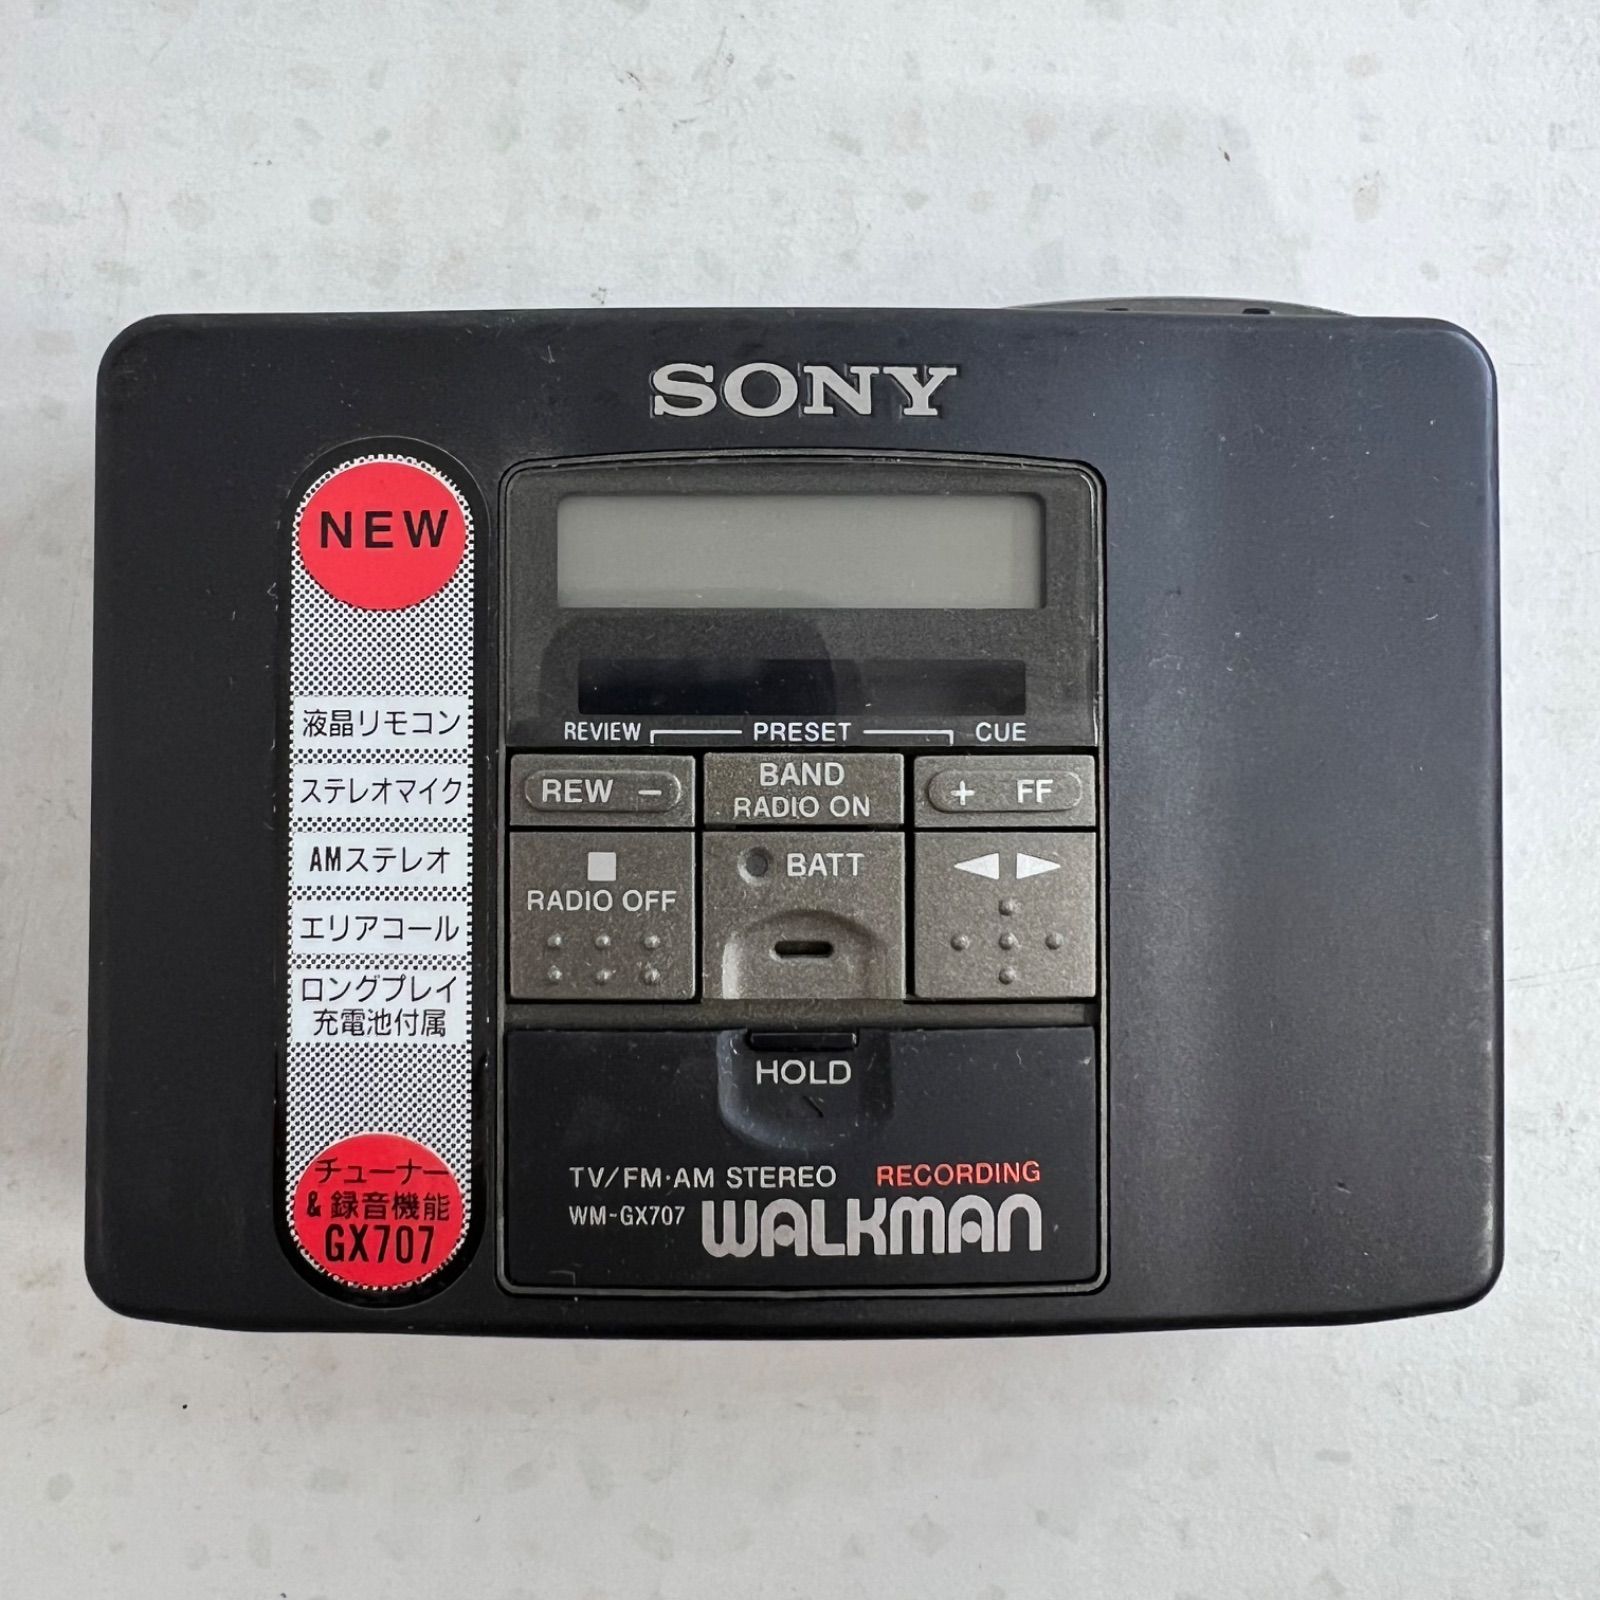 SONY
NEW
液晶リモコン
ステレオマイク
AMステレオ
エリアコール
ロングプレイ
充電池付属
チューナー
& 録音機能
GX707
REVIEW PRESET CUE
REW − BAND + FF
RADIO ON
BATT
RADIO OFF
HOLD
TV/FM·AM STEREO RECORDING
WM-GX707 WALKMAN